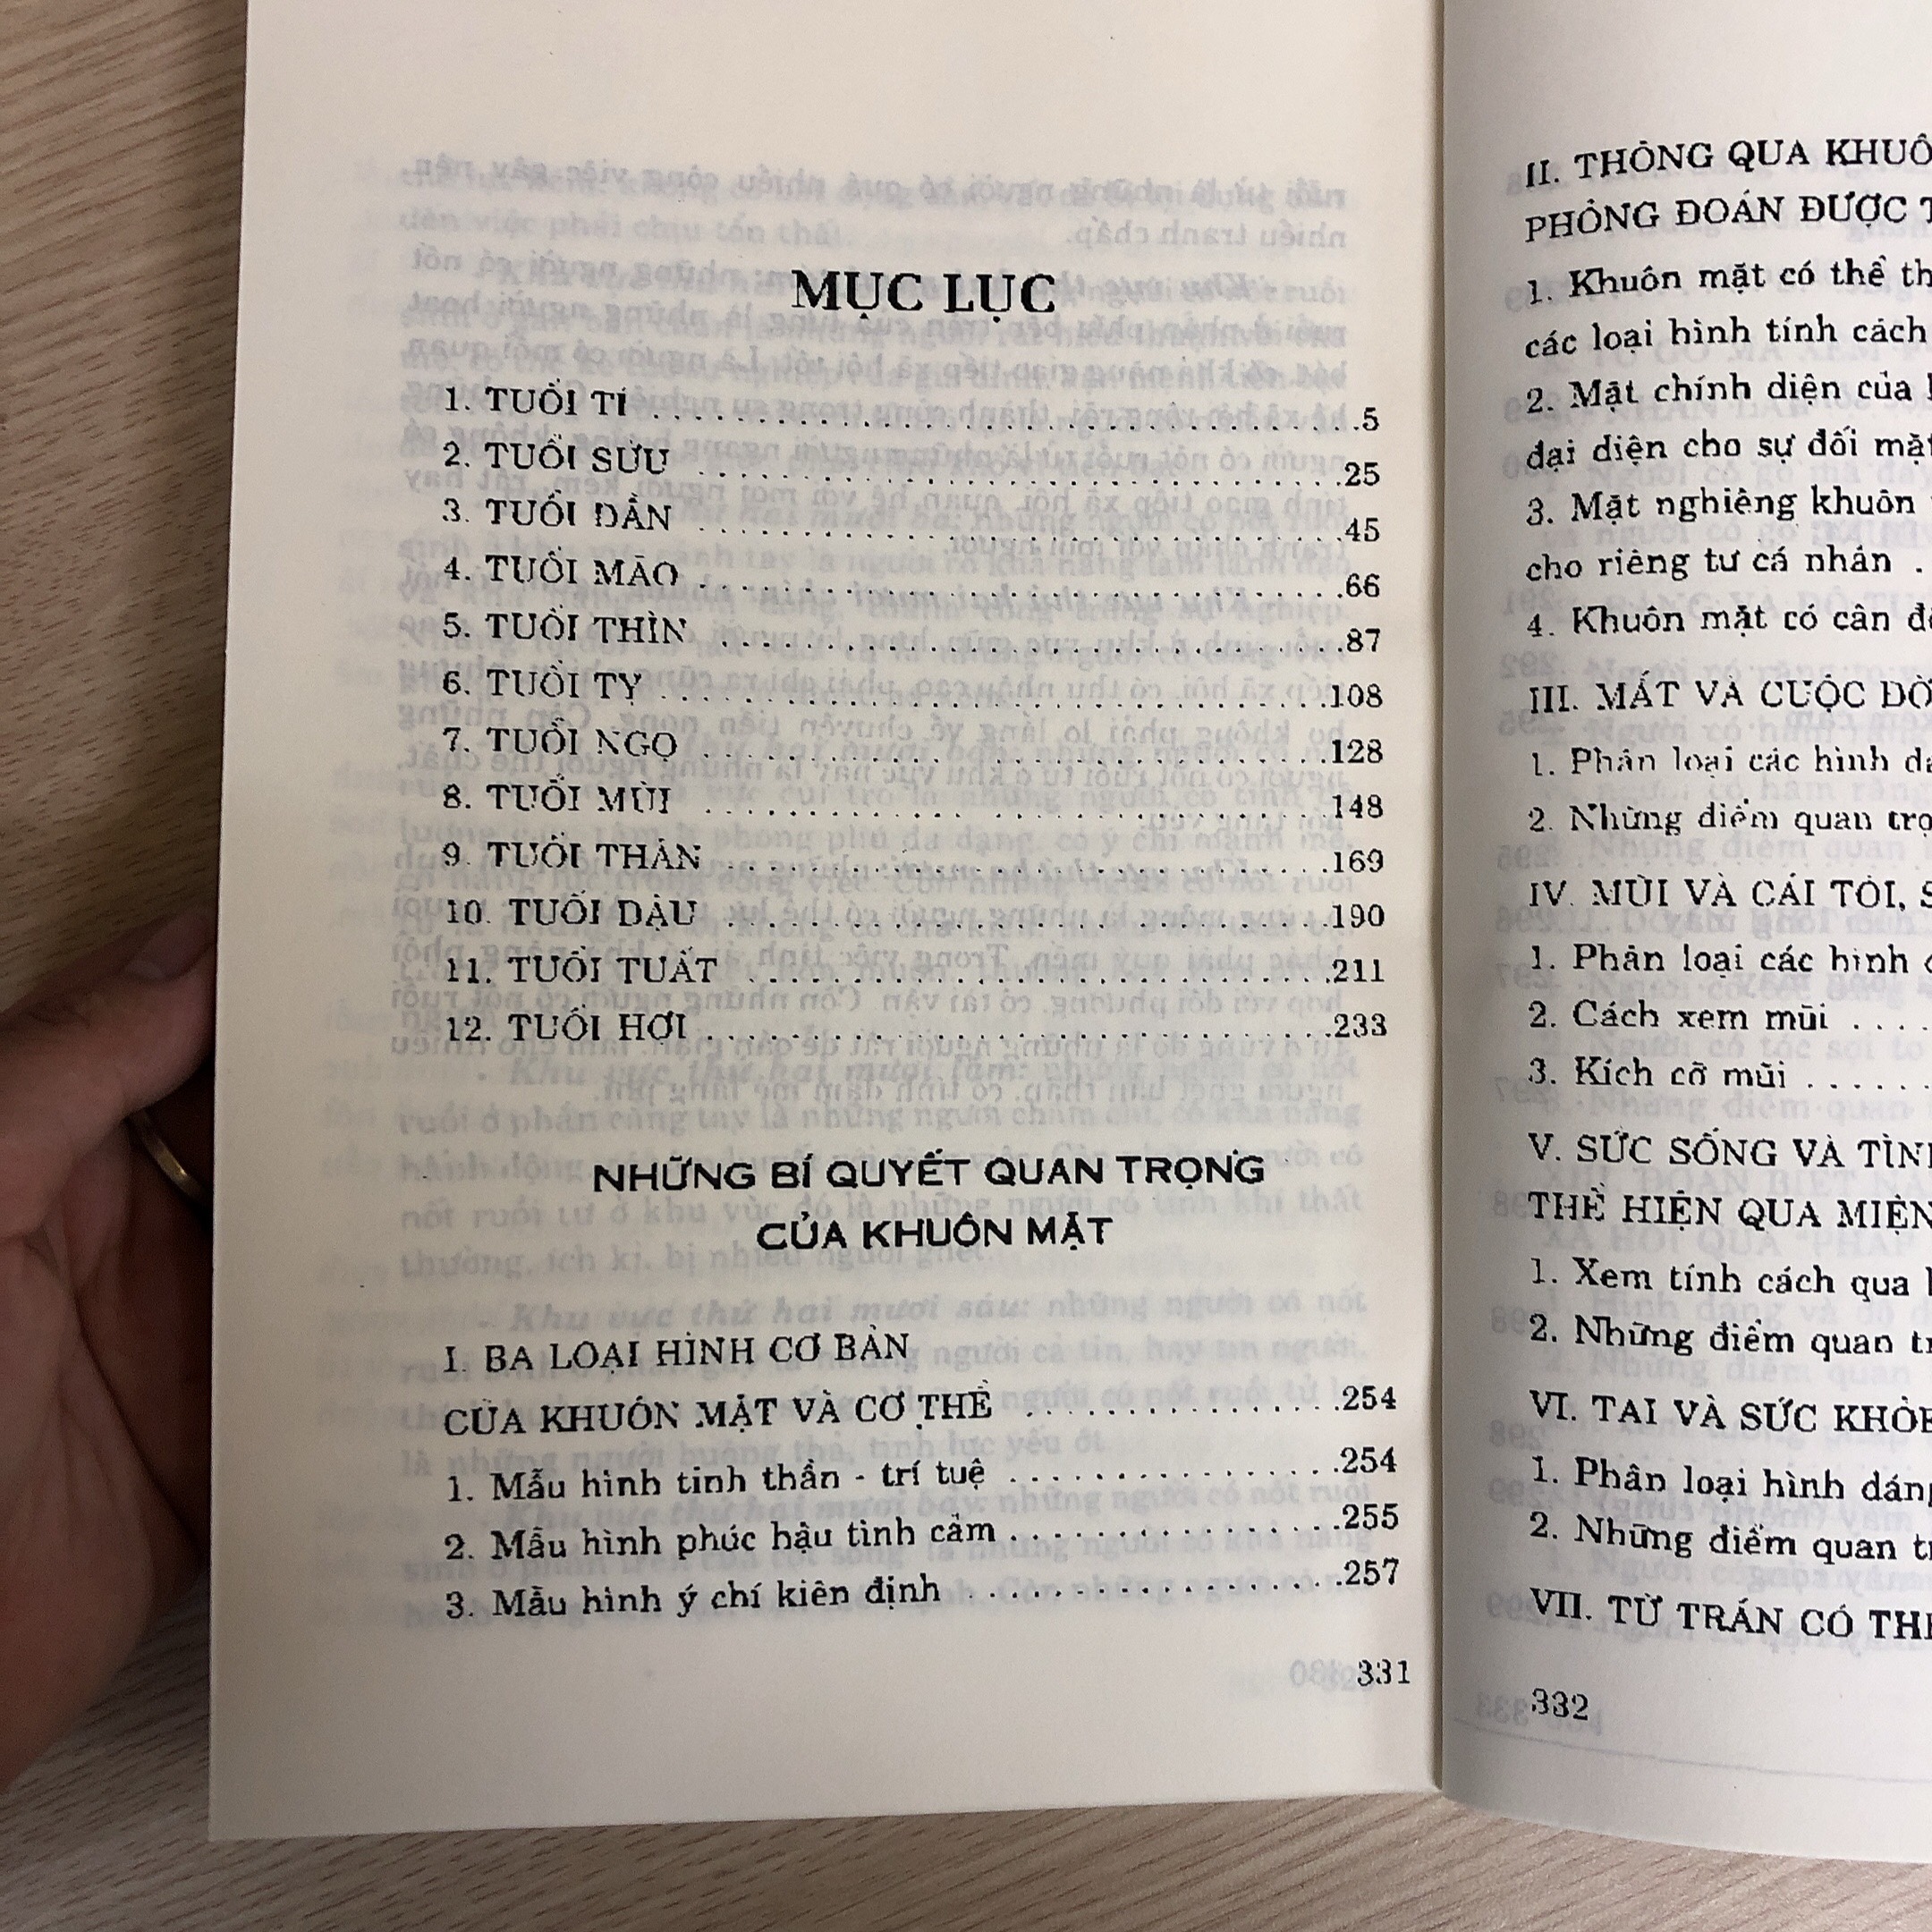 MỤC LỤC
1. TUỔI TÍ ........................5
2. TUỔI SỬU ........................25
3. TUỔI DẦN ........................45
4. TUỔI MÃO ........................66
5. TUỔI THÌN ........................87
6. TUỔI TỴ ........................108
7. TUỔI NGỌ ........................128
8. TUỔI MÙI ........................148
9. TUỔI THÂN ........................169
10. TUỔI DẬU ........................190
11. TUỔI TUẤT ........................211
12. TUỔI HỢI ........................233
NHỮNG BÍ QUYẾT QUAN TRỌNG
CỦA KHUÔN MẶT
I. BA LOẠI HÌNH CƠ BẢN
CỦA KHUÔN MẶT VÀ CƠ THỂ ...............254
1. Mẫu hình tinh thần - trí tuệ ...............254
2. Mẫu hình phúc hậu tình cảm ...............255
3. Mẫu hình ý chí kiên định ...............257
331
II. THÔNG QUA KHUÔ
PHỎNG ĐOÁN ĐƯỢC T
1. Khuôn mặt có thể th
các loại hình tính cách
2. Mặt chính diện của
đại diện cho sự đối mặt
3. Mặt nghiêng khuôn
cho riêng tư cá nhân .
4. Khuôn mặt có cân đ
III. MẮT VÀ CUỘC ĐỜ
1. Phân loại các hình dá
2. Những điểm quan trọ
IV. MŨI VÀ CÁI TÔI, S
1. Phân loại các hình
2. Cách xem mũi ....
3. Kích cỡ mũi ......
V. SỨC SỐNG VÀ TÌN
THỂ HIỆN QUA MIỆN
1. Xem tính cách qua
2. Những điểm quan tr
VI. TAI VÀ SỨC KHỎE
1. Phân loại hình dáng
2. Những điểm quan tr
VII. TỪ TRÁN CÓ THỂ
332